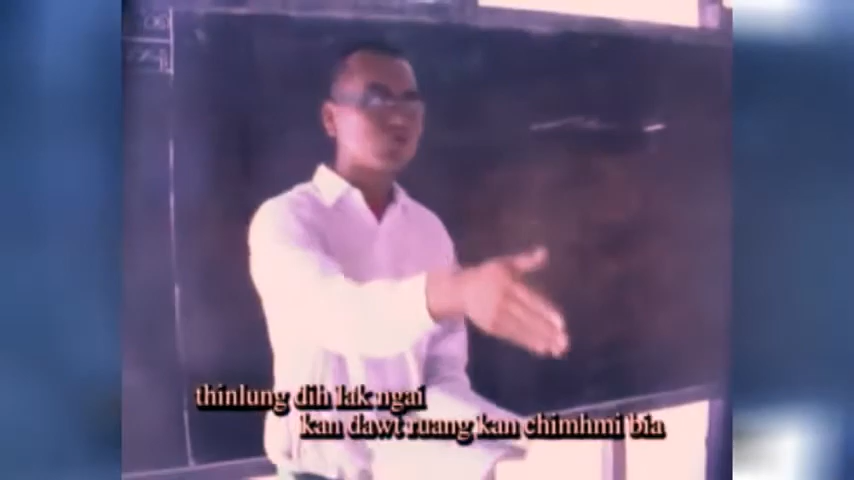 thinlung dih lak ngai
kan dawt ruang kan chimhmi bia